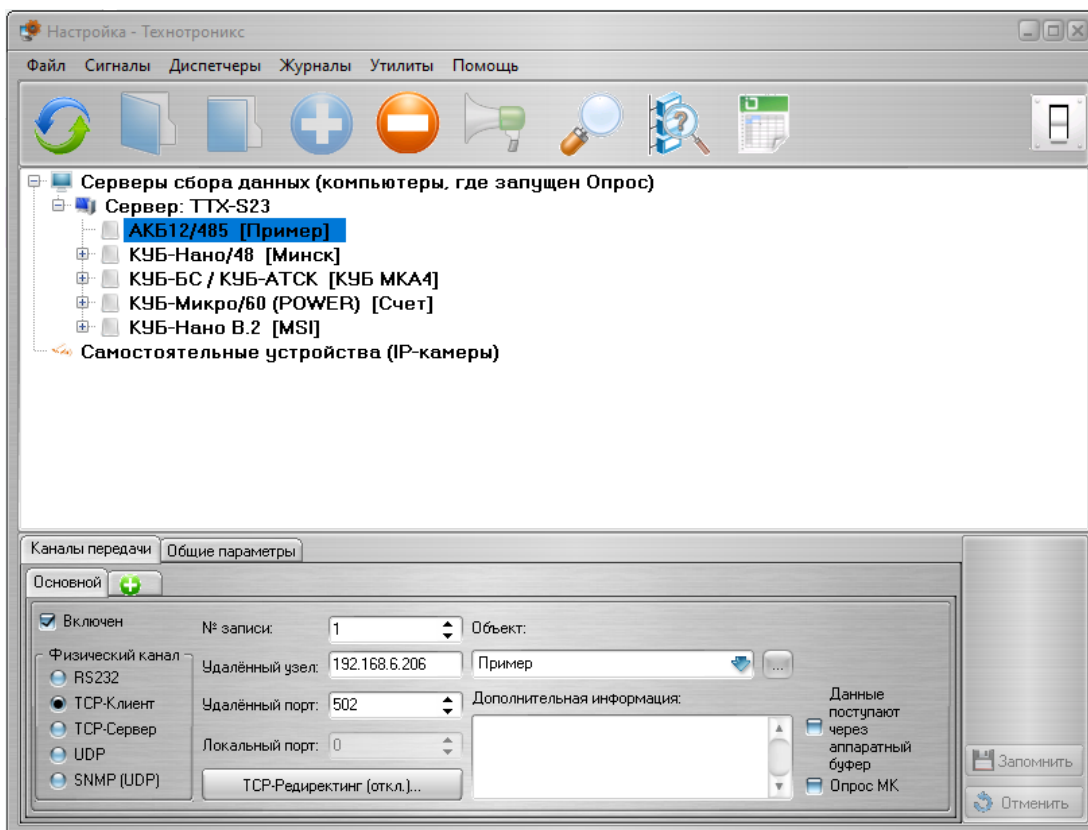 Настройка - Технотроникс
Файл Сигналы Диспетчеры Журналы Утилиты Помощь
Серверы сбора данных (компьютеры, где запущен Опрос)
Сервер: TTX-S23
АКБ12/485 [Пример]
КУБ-Нано/48 [Минск]
КУБ-БС / КУБ-АТСК [КУБ МКА4]
КУБ-Микро/60 (POWER) [Счет]
КУБ-Нано В.2 [MSI]
Самостоятельные устройства (IP-камеры)
Каналы передачи Общие параметры
Основной
Включен
Физический канал
RS232
TCP-Клиент
TCP-Сервер
UDP
SNMP (UDP)
№ записи: 1
Удалённый узел: 192.168.6.206
Удалённый порт: 502
Локальный порт: 0
TCP-Редиректинг (откл.)...
Объект:
Пример ...
Дополнительная информация:
Данные
поступают
через
аппаратный
буфер
Опрос МК
Запомнить
Отменить